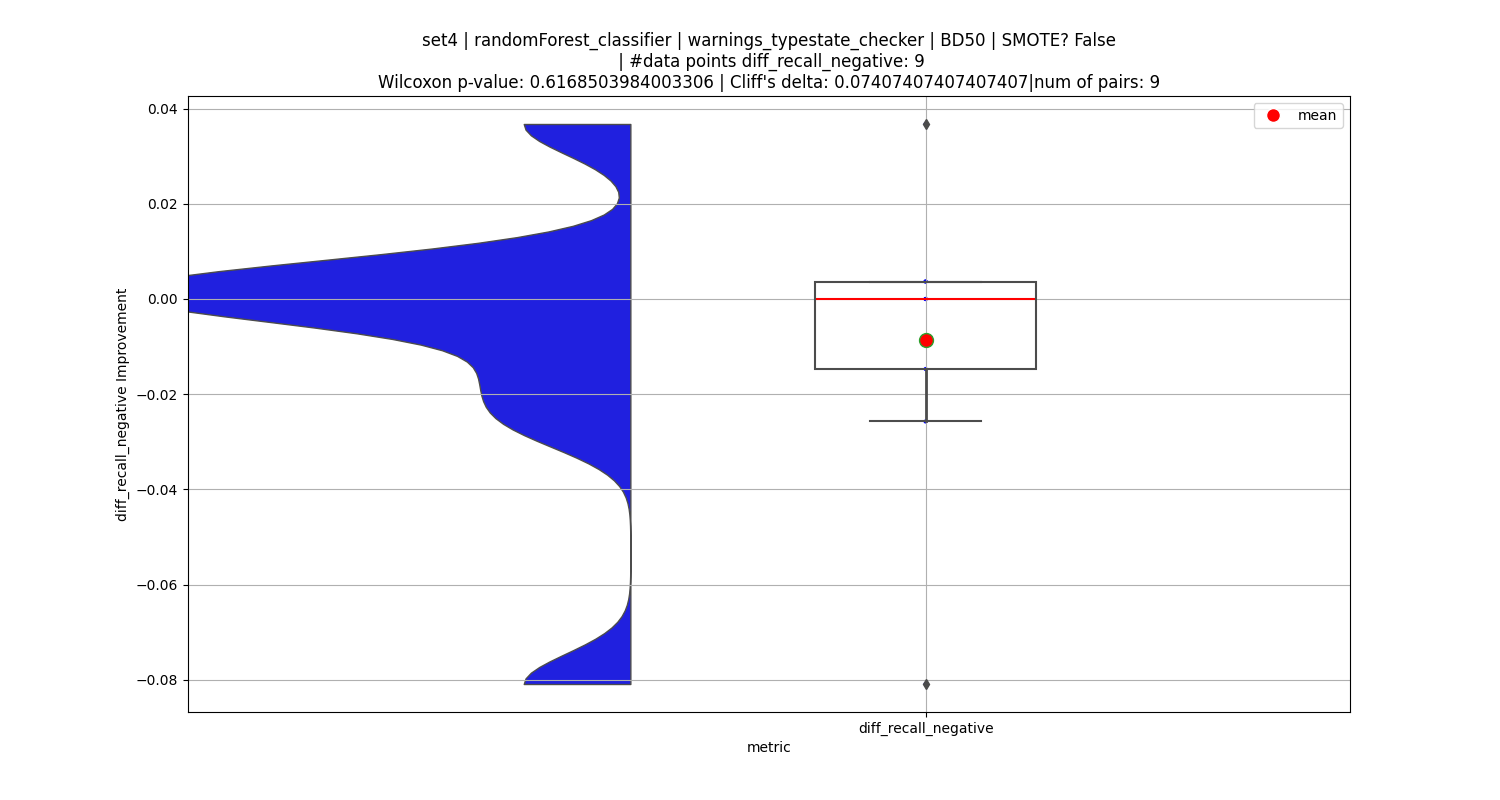 set4 | randomForest_classifier | warnings_typestate_checker | BD50 | SMOTE? False
| #data points diff_recall_negative: 9
Wilcoxon p-value: 0.6168503984003306 | Cliff's delta: 0.07407407407407407|num of pairs: 9
mean
0.04
0.02
0.00
−0.02
−0.04
−0.06
−0.08
diff_recall_negative Improvement
diff_recall_negative
metric